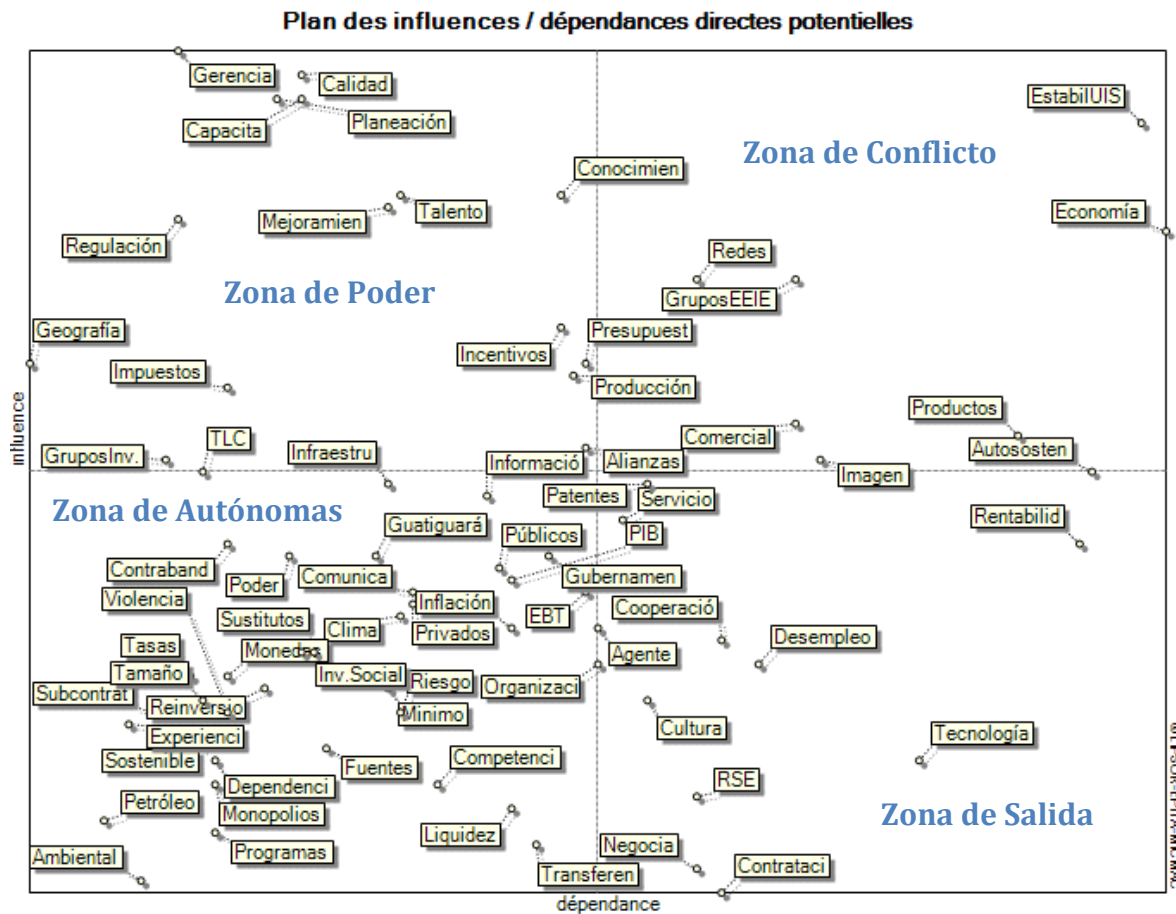 Plan des influences / dépendances directes potentielles
Gerencia
Calidad
EstabilUIS
Capacita
Planeación
Zona de Conflicto
Conocimien
Mejoramien
Talento
Economía
Regulación
Redes
Zona de Poder
GruposEEIE
Geografía
Presupuest
Incentivos
Impuestos
Producción
influence
Productos
TLC
Comercial
GruposInv.
Infraestru
Informació
Alianzas
Autososten
Imagen
Patentes
Servicio
Zona de Autónomas
Guatiguará
Rentabilid
Públicos
PIB
Contraband
Poder
Comunica
Gubernamen
Violencia
Inflación
EBT
Cooperació
Sustitutos
Clima
Privados
Desempleo
Tasas
Monedas
Agente
Tamaño
Inv.Social
Riesgo
Organizaci
Subcontrat
Reinversio
Minimo
Cultura
Experienci
Tecnología
Sostenible
Fuentes
Competenci
Dependenci
RSE
Petróleo
Monopolios
Zona de Salida
Liquidez
Programas
Negocia
Ambiental
Transferen
Contrataci
dépendance